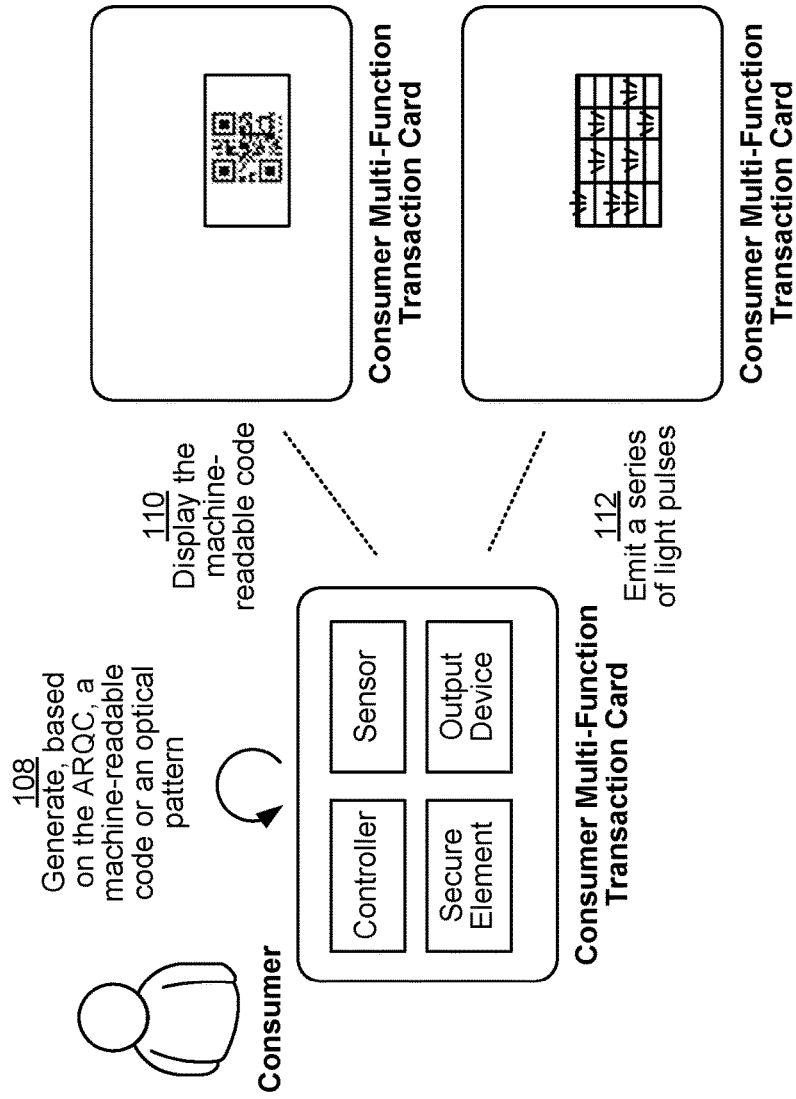 108
Generate, based
on the ARQC, a
machine-readable
code or an optical
pattern
Consumer
Controller
Sensor
Secure
Element
Output
Device
Consumer Multi-Function
Transaction Card
110
Display the
machine-
readable code
Consumer Multi-Function
Transaction Card
112
Emit a series
of light pulses
Consumer Multi-Function
Transaction Card